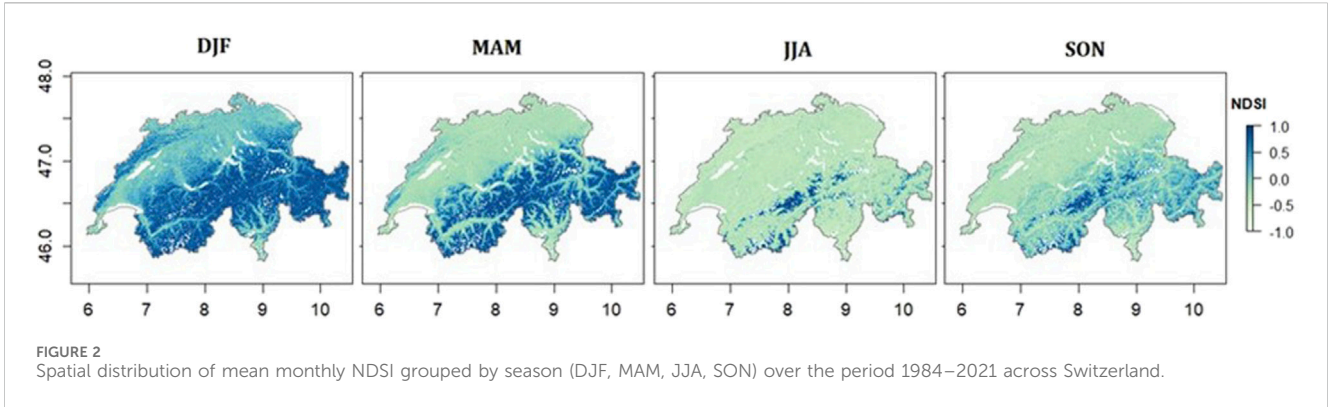 DJF MAM JJA SON
48.0
47.0
46.0
NDSI
1.0
0.5
0.0
-0.5
-1.0
6 7 8 9 10 6 7 8 9 10 6 7 8 9 10 6 7 8 9 10
FIGURE 2
Spatial distribution of mean monthly NDSI grouped by season (DJF, MAM, JJA, SON) over the period 1984–2021 across Switzerland.